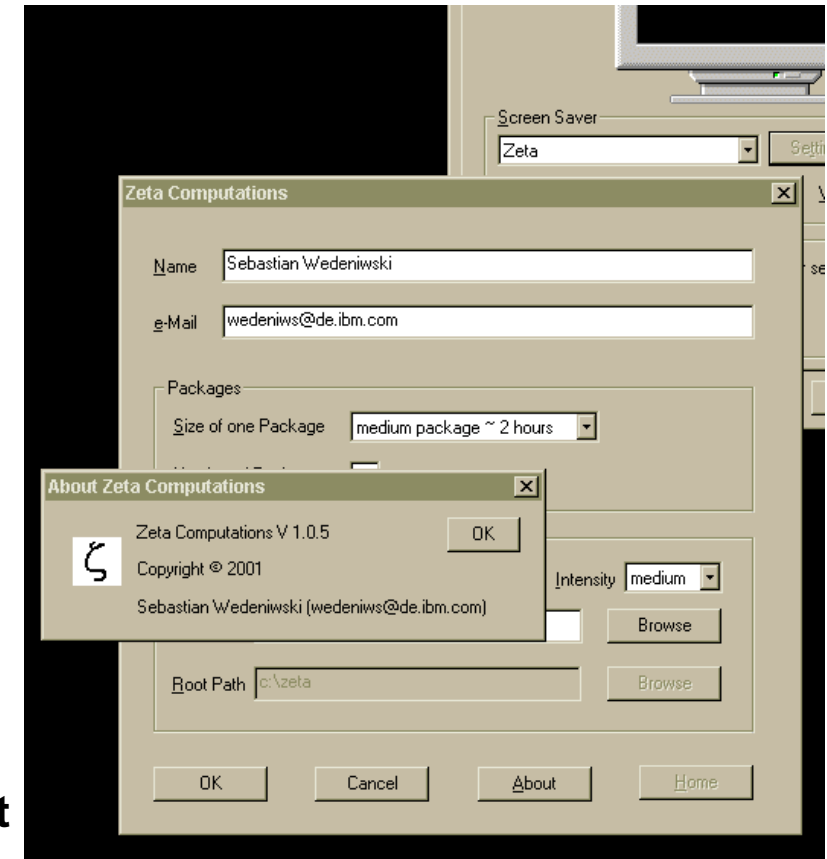 Screen Saver
Zeta
Zeta Computations
Name Sebastian Wedeniwski
e-Mail wedeniws@de.ibm.com
Packages
Size of one Package medium package ~ 2 hours
About Zeta Computations
Zeta Computations V 1.0.5 OK
Copyright © 2001
Sebastian Wedeniwski (wedeniws@de.ibm.com)
Intensity medium
Browse
Root Path c:\zeta Browse
OK Cancel About Home